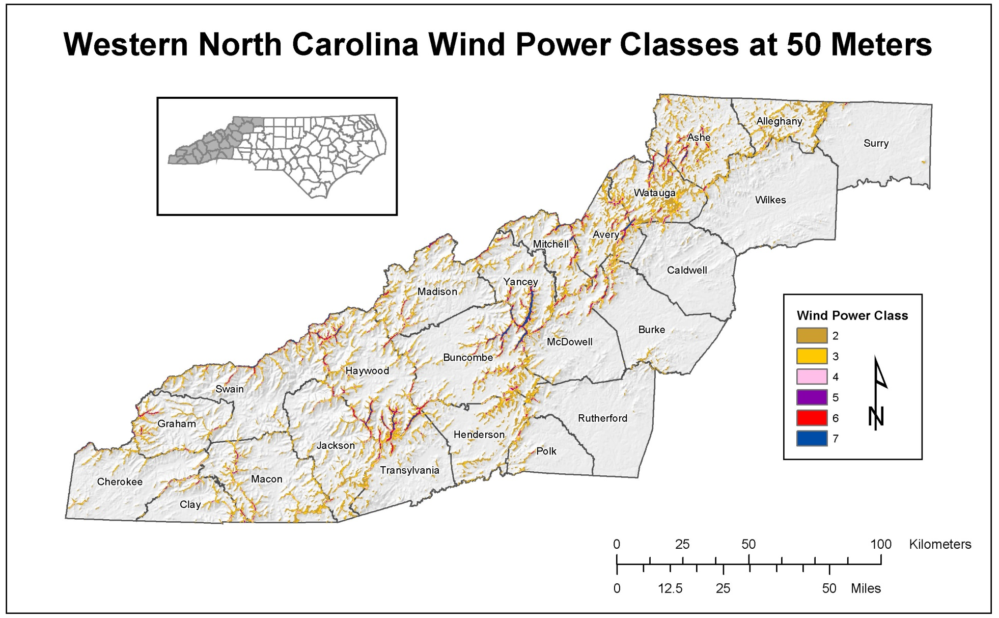 Western North Carolina Wind Power Classes at 50 Meters
Alleghany
Ashe
Surry
Watauga
Wilkes
Avery
Mitchell
Caldwell
Yancey
Madison
Burke
McDowell
Buncombe
Haywood
Swain
Rutherford
Graham
Henderson
Jackson
Polk
Transylvania
Macon
Cherokee
Clay
Wind Power Class
2
3
4
5
6
7
N
0 25 50 100 Kilometers
0 12.5 25 50 Miles